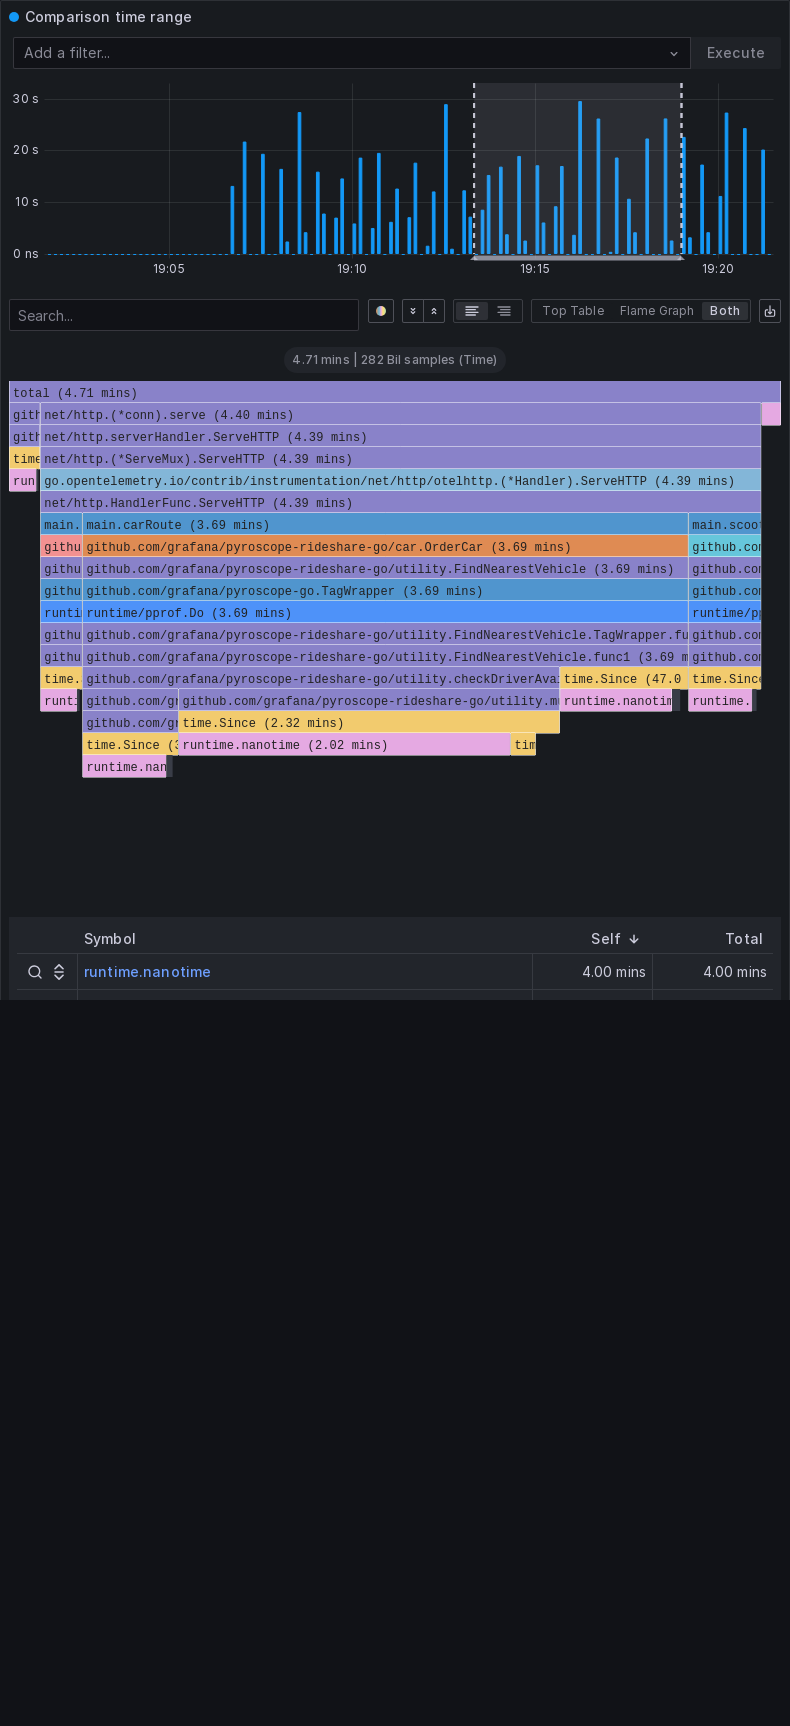 Comparison time range
Add a filter...
Execute
30 s
20 s
10 s
0 ns
19:05 19:10 19:15 19:20
Search...
Top Table Flame Graph Both
4.71 mins | 282 Bil samples (Time)
total (4.71 mins)
gith net/http.(*conn).serve (4.40 mins)
gith net/http.serverHandler.ServeHTTP (4.39 mins)
time net/http.(*ServeMux).ServeHTTP (4.39 mins)
run go.opentelemetry.io/contrib/instrumentation/net/http/otelhttp.(*Handler).ServeHTTP (4.39 mins)
net/http.HandlerFunc.ServeHTTP (4.39 mins)
main. main.carRoute (3.69 mins) main.scoot
githu github.com/grafana/pyroscope-rideshare-go/car.OrderCar (3.69 mins) github.com
githu github.com/grafana/pyroscope-rideshare-go/utility.FindNearestVehicle (3.69 mins) github.com
githu github.com/grafana/pyroscope-go.TagWrapper (3.69 mins) github.com
runti runtime/pprof.Do (3.69 mins) runtime/pp
githu github.com/grafana/pyroscope-rideshare-go/utility.FindNearestVehicle.TagWrapper.fu github.com
githu github.com/grafana/pyroscope-rideshare-go/utility.FindNearestVehicle.func1 (3.69 m github.com
time. github.com/grafana/pyroscope-rideshare-go/utility.checkDriverAvai time.Since (47.0 time.Since
runti github.com/gr github.com/grafana/pyroscope-rideshare-go/utility.m runtime.nanotim runtime.
github.com/gr time.Since (2.32 mins)
time.Since (3 runtime.nanotime (2.02 mins) tim
runtime.nan
Symbol Self Total
runtime.nanotime 4.00 mins 4.00 mins